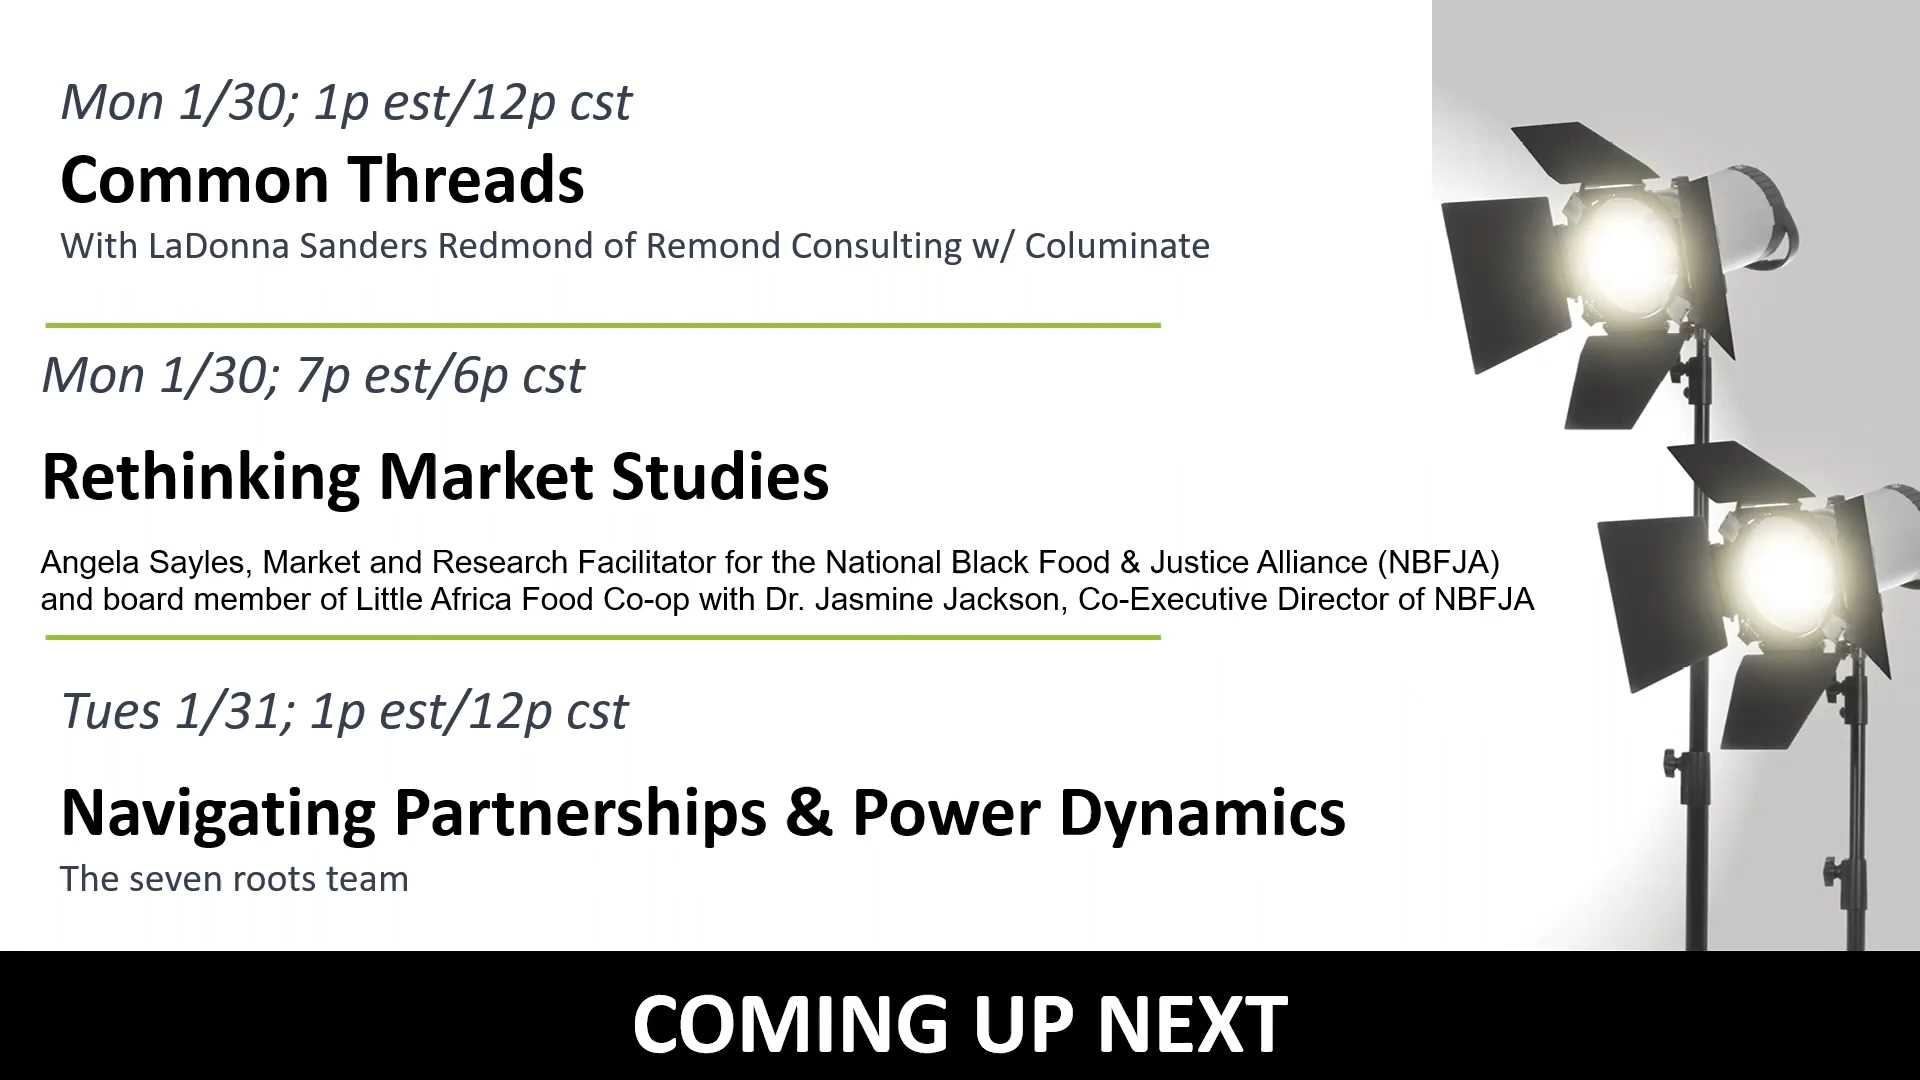 Mon 1/30; 1p est/12p cst
Common Threads
With LaDonna Sanders Redmond of Remond Consulting w/ Columinate
Mon 1/30; 7p est/6p cst
Rethinking Market Studies
Angela Sayles, Market and Research Facilitator for the National Black Food & Justice Alliance (NBFJA)
and board member of Little Africa Food Co-op with Dr. Jasmine Jackson, Co-Executive Director of NBFJA
Tues 1/31; 1p est/12p cst
Navigating Partnerships & Power Dynamics
The seven roots team
COMING UP NEXT